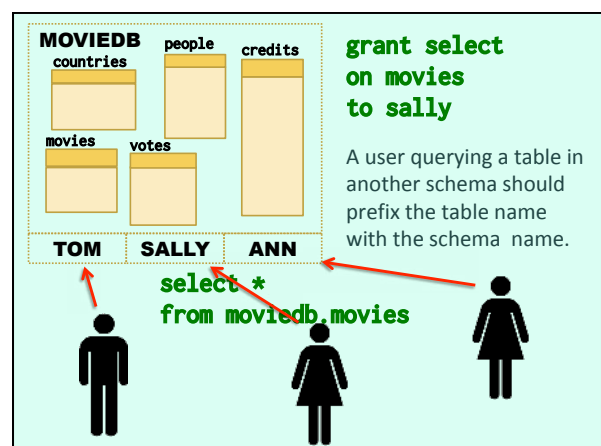 MOVIEDB
countries
people
credits
movies
votes
TOM
SALLY
ANN
grant select
on movies
to sally
A user querying a table in
another schema should
prefix the table name
with the schema name.
select *
from moviedb.movies